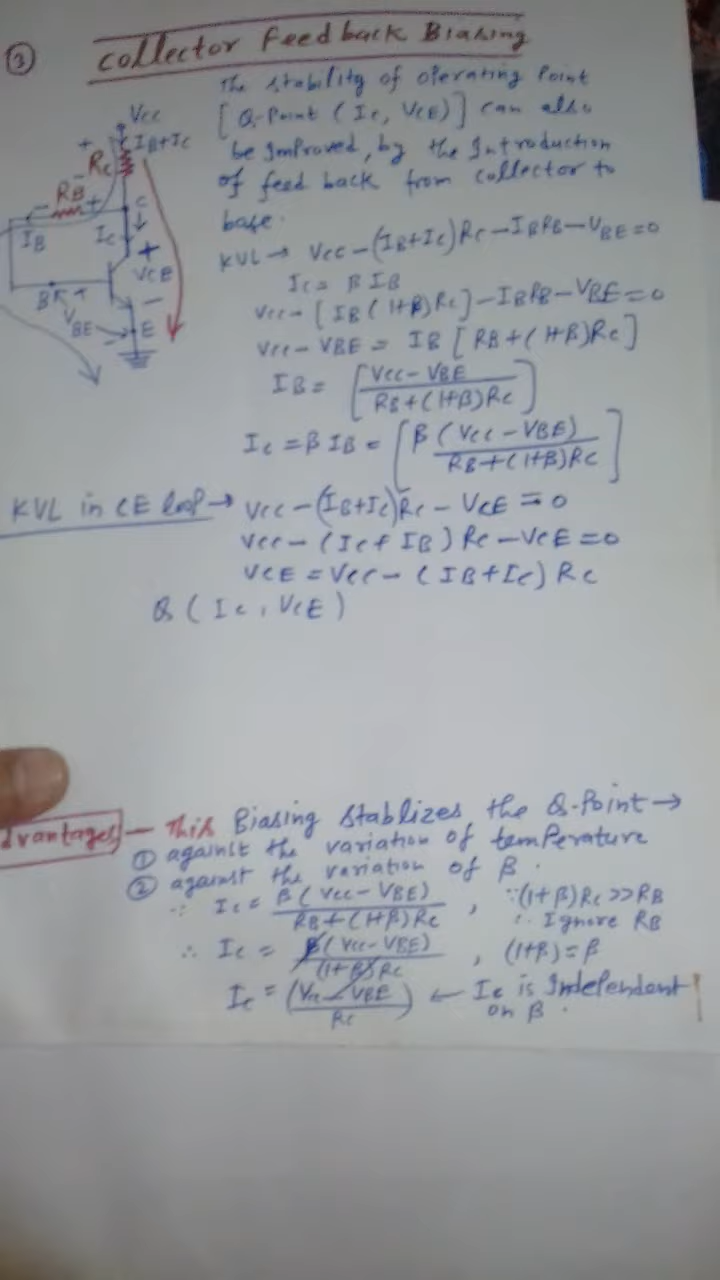 ③ Collector Feedback Biasing
The stability of operating Point
[Q-Point (Ic, VCE)] can also
be Improved, by the Introduction
of feed back from collector to
base.
Vcc
+
IB+Ic
Rc
-
RB
- +
C
IB
Ic
+
VCE
-
B
+
VBE
-
E
KVL → Vcc-(IB+Ic)Rc-IBRB-VBE=0
Ic = β IB
Vcc-[IB(1+β)Rc]-IBRB-VBE=0
Vcc-VBE = IB[RB+(1+β)Rc]
IB = [Vcc-VBE / RB+(1+β)Rc]
Ic = β IB = [β(Vcc-VBE) / RB+(1+β)Rc]
KVL in CE loop → Vcc-(IB+Ic)Rc-VCE=0
Vcc-(Ic+IB)Rc-VCE=0
VCE = Vcc-(IB+Ic)Rc
Q(Ic, VCE)
dvantages - This Biasing Stablizes the Q-Point →
① against the variation of temperature
② against the variation of β.
∵ Ic = β(Vcc-VBE) / RB+(1+β)Rc , ∵(1+β)Rc>>RB
∴ Ignore RB
∴ Ic = β(Vcc-VBE) / (1+β)Rc , (1+β)=β
Ic = (Vcc-VBE / Rc) ← Ic is Independent
on β.